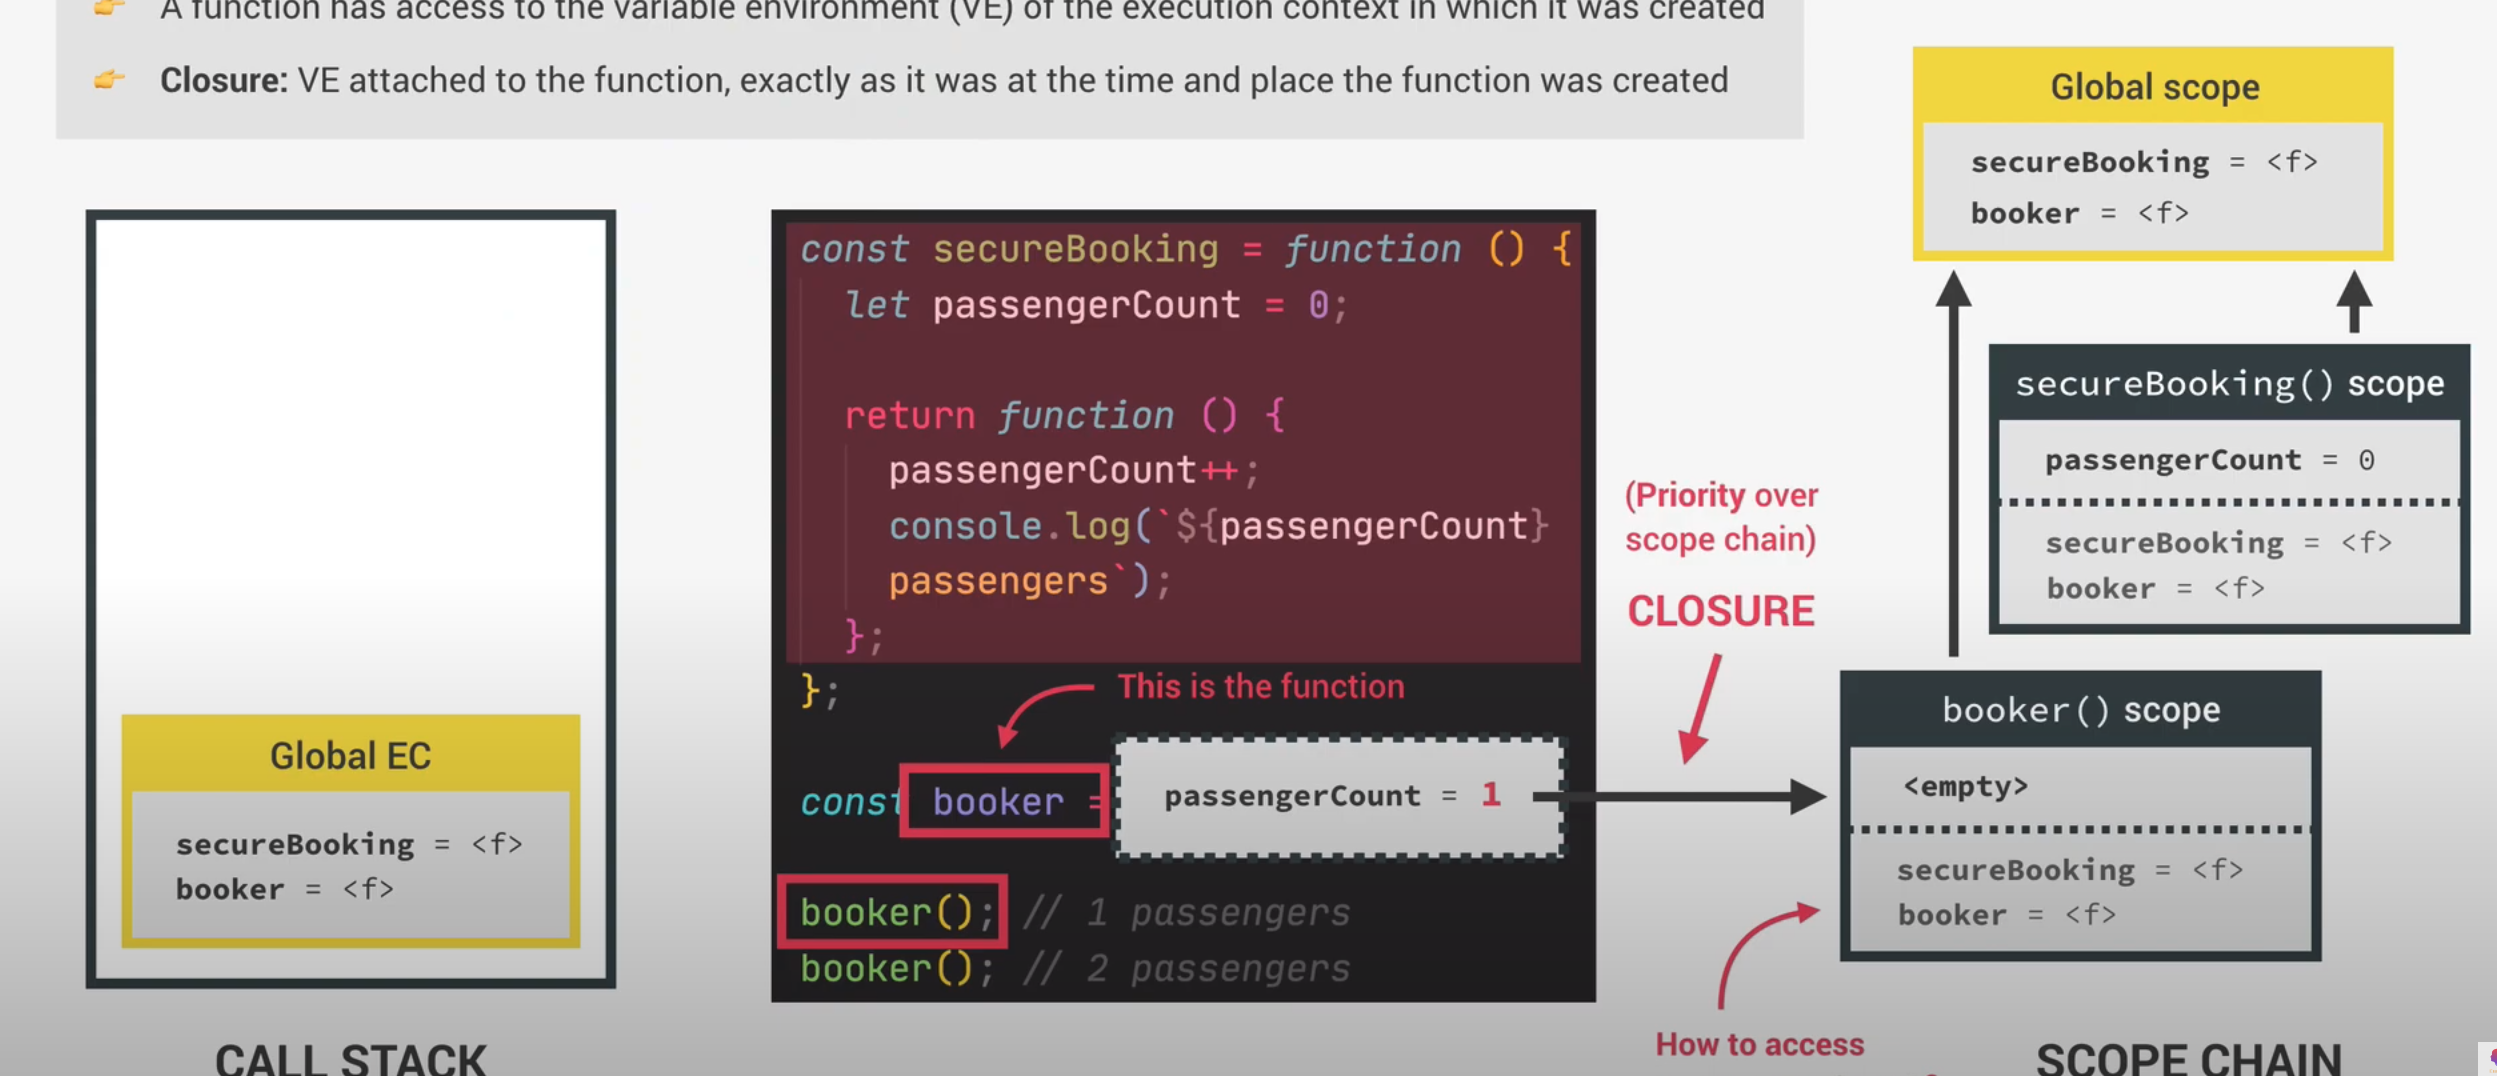 A function has access to the variable environment (VE) of the execution context in which it was created
Closure: VE attached to the function, exactly as it was at the time and place the function was created
Global EC
secureBooking = <f>
booker = <f>
CALL STACK
const secureBooking = function () {
let passengerCount = 0;
return function () {
passengerCount++;
console.log(`${passengerCount}
passengers`);
};
};
This is the function
const booker =
passengerCount = 1
booker(); // 1 passengers
booker(); // 2 passengers
(Priority over
scope chain)
CLOSURE
Global scope
secureBooking = <f>
booker = <f>
secureBooking() scope
passengerCount = 0
secureBooking = <f>
booker = <f>
booker() scope
<empty>
secureBooking = <f>
booker = <f>
How to access
SCOPE CHAIN